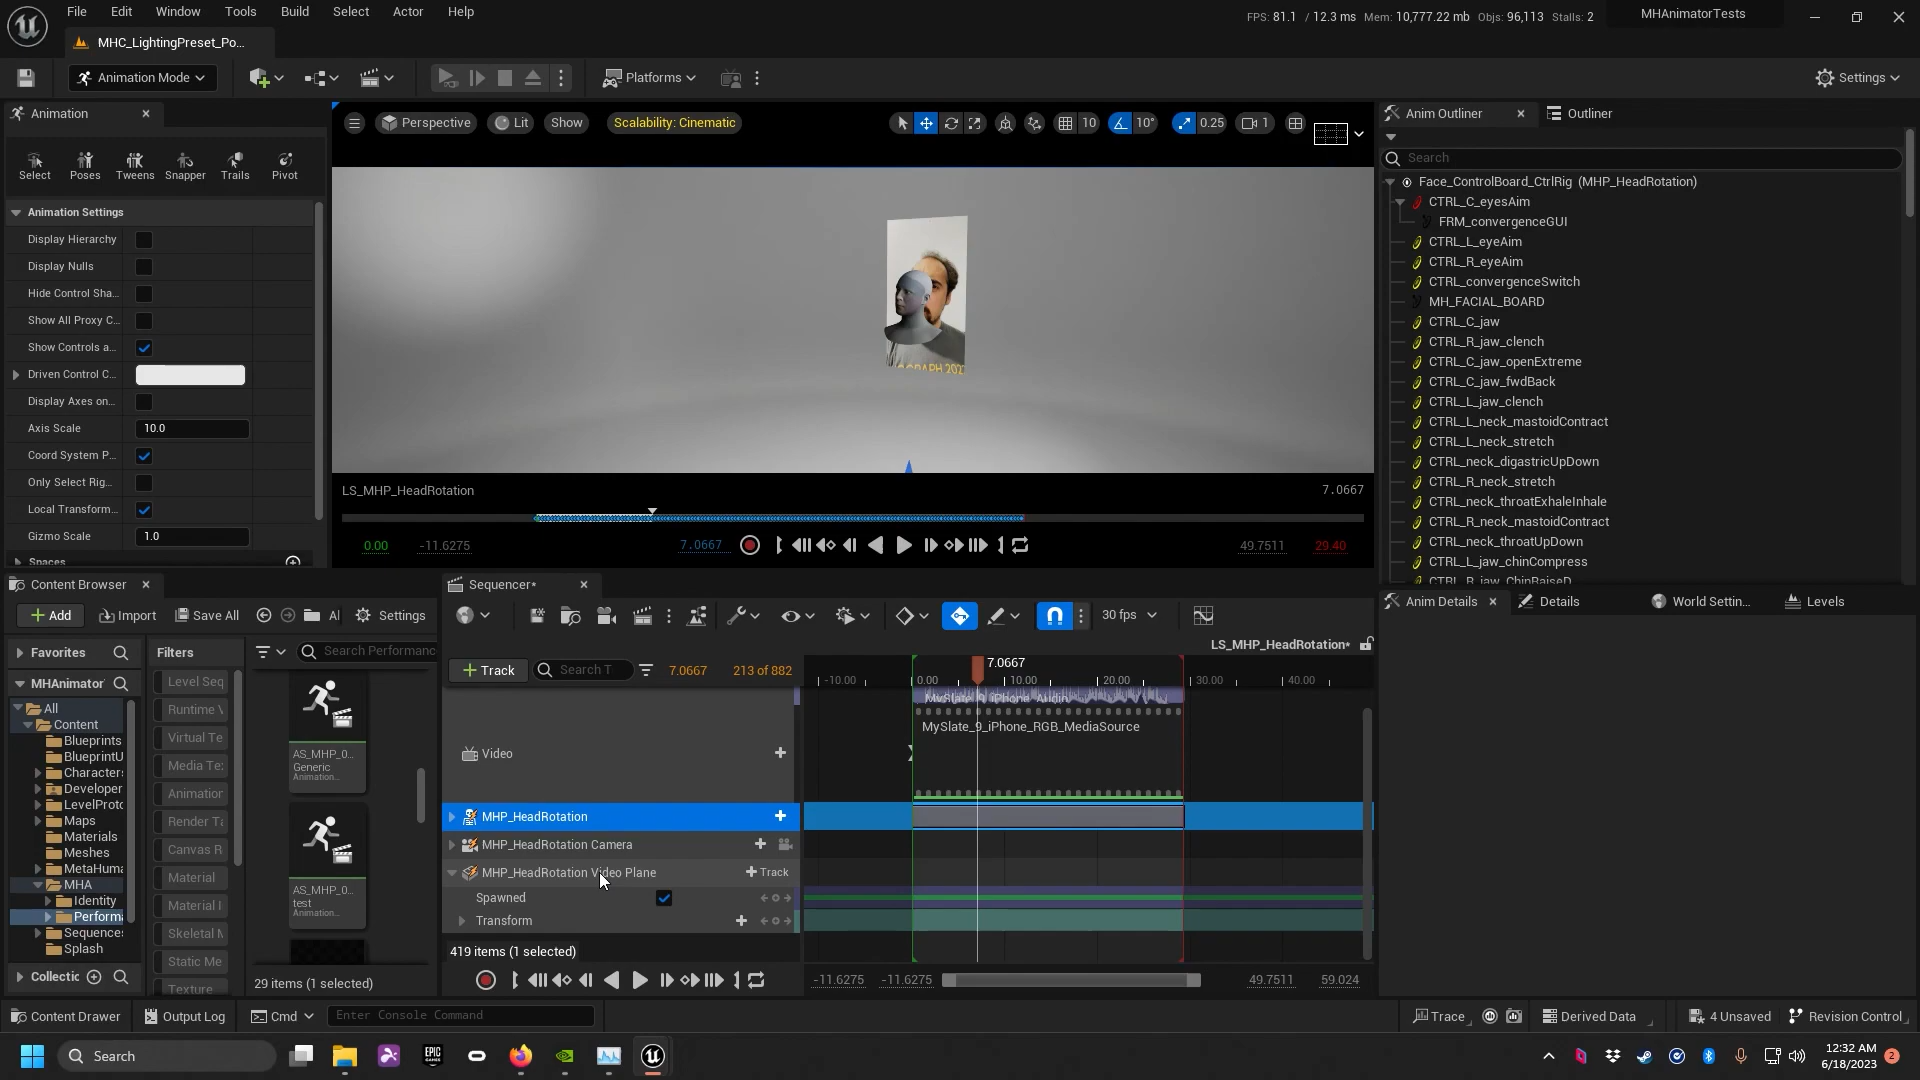 File Edit Window Tools Build Select Actor Help
FPS: 81.1 / 12.3 ms Mem: 10,777.22 mb Objs: 96,113 Stalls: 2
MHAnimatorTests
MHC_LightingPreset_Po...
Animation Mode
Platforms
Settings
Animation
Select Poses Tweens Snapper Trails Pivot
Animation Settings
Display Hierarchy
Display Nulls
Hide Control Sha...
Show All Proxy C...
Show Controls a...
Driven Control C...
Display Axes on...
Axis Scale 10.0
Coord System P...
Only Select Rig...
Local Transform...
Gizmo Scale 1.0
Spaces
Perspective Lit Show Scalability: Cinematic 10 10° 0.25 1
LS_MHP_HeadRotation 7.0667
0.00 -11.6275 7.0667 49.7511 29.40
Anim Outliner Outliner
Search
Face_ControlBoard_CtrlRig (MHP_HeadRotation)
CTRL_C_eyesAim
FRM_convergenceGUI
CTRL_L_eyeAim
CTRL_R_eyeAim
CTRL_convergenceSwitch
MH_FACIAL_BOARD
CTRL_C_jaw
CTRL_R_jaw_clench
CTRL_C_jaw_openExtreme
CTRL_C_jaw_fwdBack
CTRL_L_jaw_clench
CTRL_L_neck_mastoidContract
CTRL_L_neck_stretch
CTRL_neck_digastricUpDown
CTRL_R_neck_stretch
CTRL_neck_throatExhaleInhale
CTRL_R_neck_mastoidContract
CTRL_neck_throatUpDown
CTRL_L_jaw_chinCompress
CTRL_R_jaw_ChinRaiseD
Content Browser
Add Import Save All Al Settings
Favorites
MHAnimator
All
Content
Blueprints
BlueprintU
Character
Developer
LevelProto
Maps
Materials
Meshes
MetaHuma
MHA
Identity
Performa
Sequences
Splash
Collectic
Filters
Level Seq
Runtime V
Virtual Te
Media Te
Animation
Render Ta
Canvas R
Material
Material I
Skeletal M
Static Me
Texture
Search Performanc
AS_MHP_0...
Generic
Animation...
AS_MHP_0...
test
Animation...
29 items (1 selected)
Sequencer*
30 fps
LS_MHP_HeadRotation*
Track Search T 7.0667 213 of 882
7.0667
-10.00 0.00 10.00 20.00 30.00 40.00
MySlate_9_iPhone_Audio
MySlate_9_iPhone_RGB_MediaSource
Video
MHP_HeadRotation
MHP_HeadRotation Camera
MHP_HeadRotation Video Plane Track
Spawned
Transform
419 items (1 selected)
-11.6275 -11.6275 49.7511 59.024
Anim Details Details World Settin... Levels
Content Drawer Output Log Cmd Enter Console Command
Trace Derived Data 4 Unsaved Revision Control
Search
EPIC GAMES
12:32 AM
6/18/2023
2